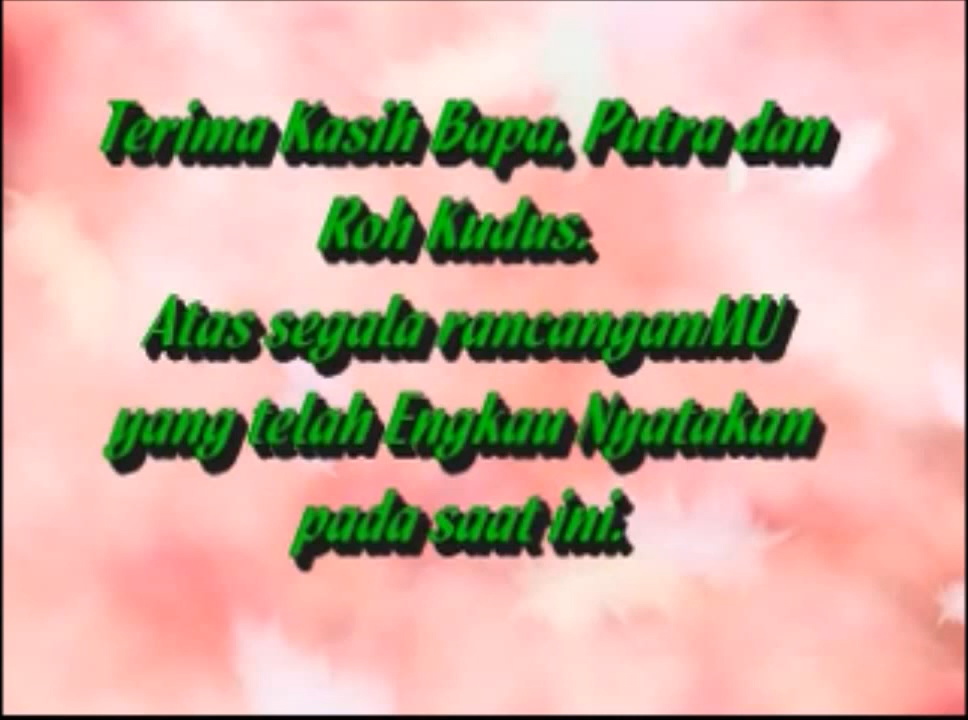 Terima Kasih Bapa, Putra dan
Roh Kudus.
Atas segala rancanganMU
yang telah Engkau Nyatakan
pada saat ini.